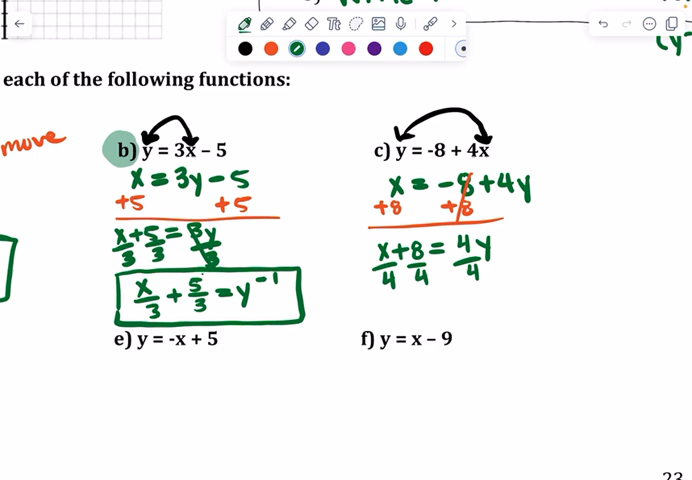 (y
each of the following functions:
move
b) y = 3x – 5
x = 3y - 5
+5 +5
x/3 + 5/3 = 3y/3
x/3 + 5/3 = y⁻¹
c) y = -8 + 4x
x = -8 + 4y
+8 +8
x/4 + 8/4 = 4y/4
e) y = -x + 5
f) y = x – 9